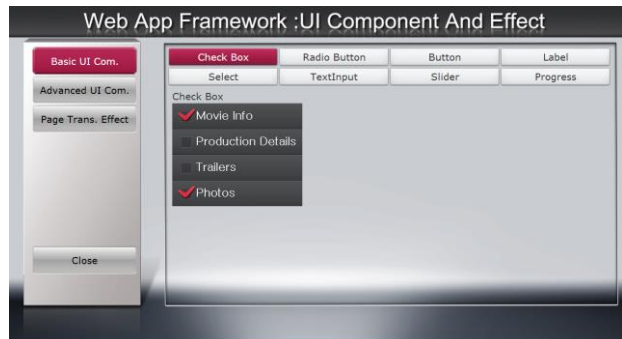 Web App Framework :UI Component And Effect
Basic UI Com.
Advanced UI Com.
Page Trans. Effect
Close
Check Box
Radio Button
Button
Label
Select
TextInput
Slider
Progress
Check Box
Movie Info
Production Details
Trailers
Photos